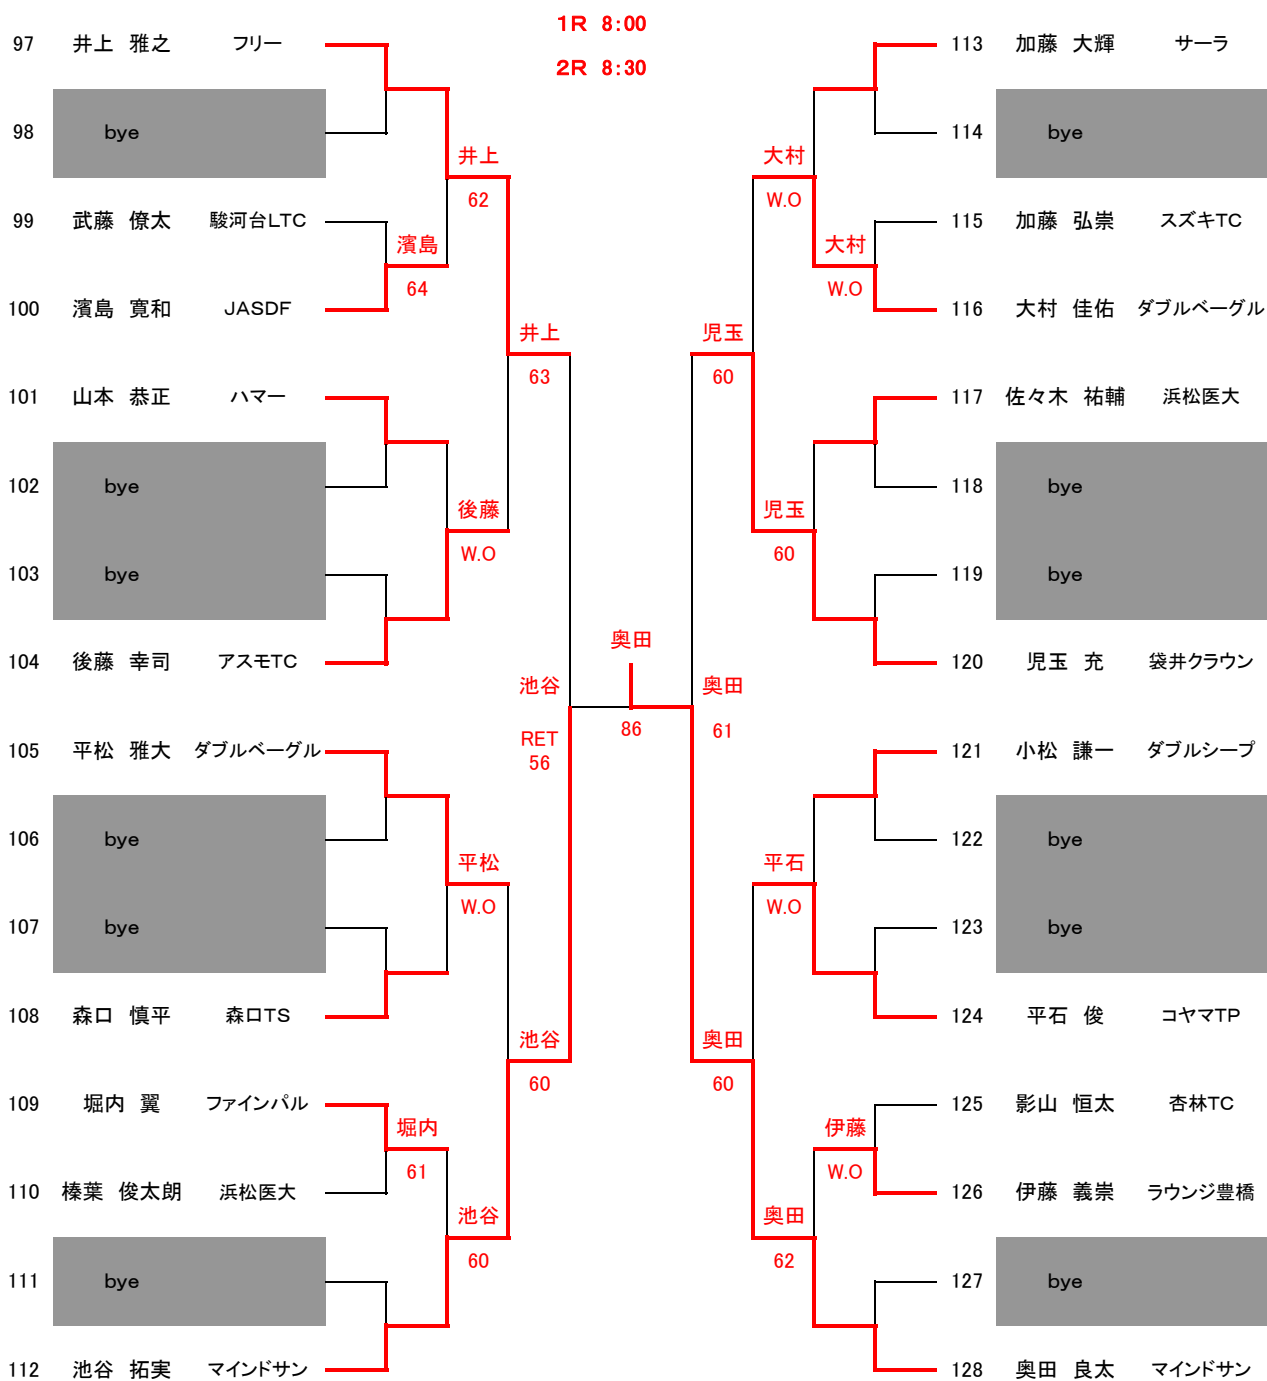 1R 8:00
2R 8:30
97 井上 雅之 フリー
98 bye
99 武藤 僚太 駿河台LTC
100 濱島 寛和 JASDF
101 山本 恭正 ハマー
102 bye
103 bye
104 後藤 幸司 アスモTC
105 平松 雅大 ダブルベーグル
106 bye
107 bye
108 森口 慎平 森口TS
109 堀内 翼 ファインパル
110 榛葉 俊太朗 浜松医大
111 bye
112 池谷 拓実 マインドサン
濱島
64
堀内
61
井上
62
後藤
W.O
平松
W.O
池谷
60
井上
63
池谷
60
池谷
RET
56
奥田
86
奥田
61
児玉
60
奥田
60
大村
W.O
児玉
60
平石
W.O
奥田
62
大村
W.O
伊藤
W.O
113 加藤 大輝 サーラ
114 bye
115 加藤 弘崇 スズキTC
116 大村 佳佑 ダブルベーグル
117 佐々木 祐輔 浜松医大
118 bye
119 bye
120 児玉 充 袋井クラウン
121 小松 謙一 ダブルシープ
122 bye
123 bye
124 平石 俊 コヤマTP
125 影山 恒太 杏林TC
126 伊藤 義崇 ラウンジ豊橋
127 bye
128 奥田 良太 マインドサン